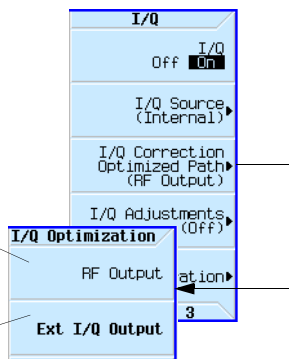 I/Q
I/Q
Off On
I/Q Source
(Internal)
I/Q Correction
Optimized Path
(RF Output)
I/Q Adjustments
(Off)
I/Q Optimization
RF Output
ation
Ext I/Q Output
3